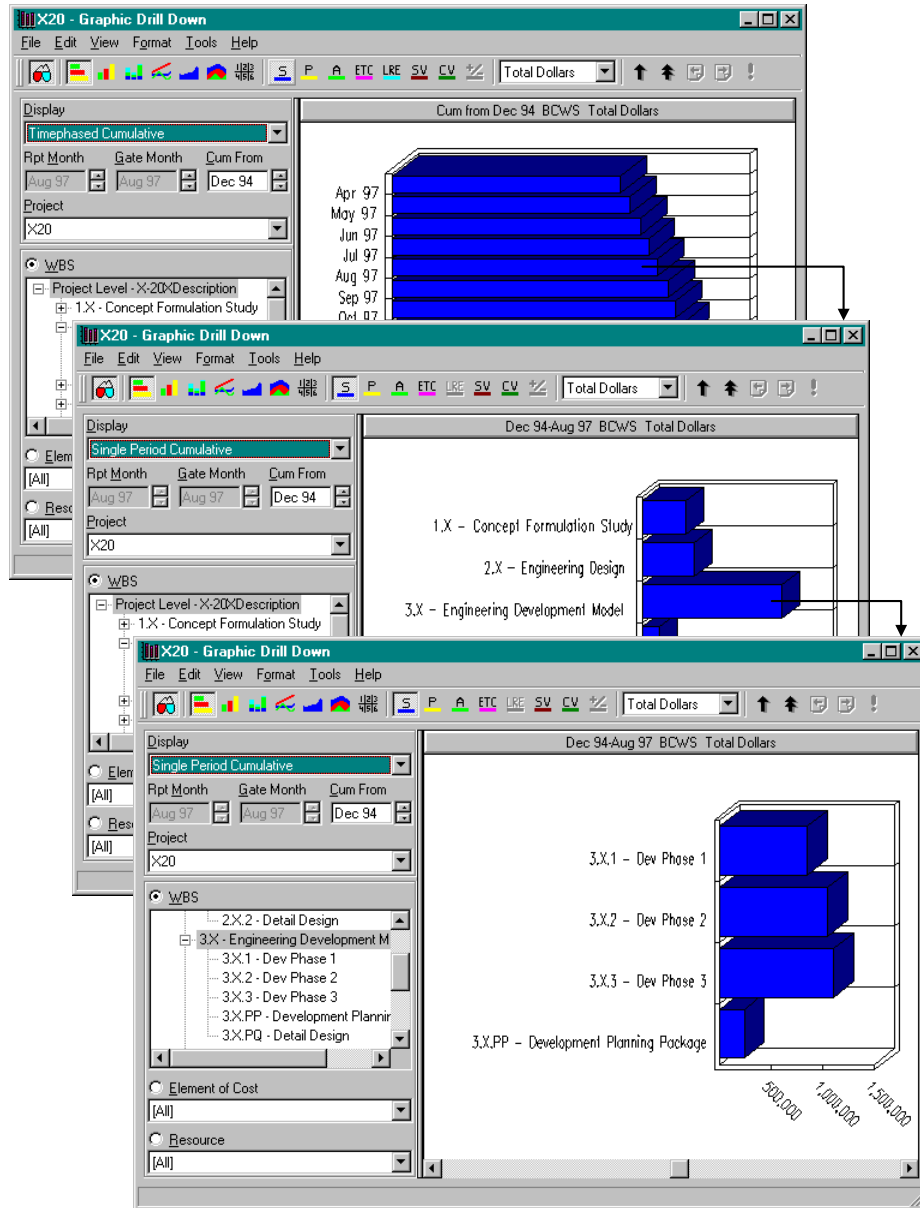 X20 - Graphic Drill Down
File Edit View Format Tools Help
S P A ETC LRE SV CV Total Dollars
Display
Timephased Cumulative
Rpt Month Gate Month Cum From
Aug 97 Aug 97 Dec 94
Project
X20
WBS
Project Level - X-20XDescription
1.X - Concept Formulation Study
[All]
[All]
Cum from Dec 94 BCWS Total Dollars
Apr 97
May 97
Jun 97
Jul 97
Aug 97
Sep 97
Oct 97
X20 - Graphic Drill Down
File Edit View Format Tools Help
S P A ETC LRE SV CV Total Dollars
Display
Single Period Cumulative
Rpt Month Gate Month Cum From
Aug 97 Aug 97 Dec 94
Project
X20
WBS
Project Level - X-20XDescription
1.X - Concept Formulation Study
[All]
[All]
Dec 94-Aug 97 BCWS Total Dollars
1.X - Concept Formulation Study
2.X - Engineering Design
3.X - Engineering Development Model
X20 - Graphic Drill Down
File Edit View Format Tools Help
S P A ETC LRE SV CV Total Dollars
Display
Single Period Cumulative
Rpt Month Gate Month Cum From
Aug 97 Aug 97 Dec 94
Project
X20
WBS
2.X.2 - Detail Design
3.X - Engineering Development M
3.X.1 - Dev Phase 1
3.X.2 - Dev Phase 2
3.X.3 - Dev Phase 3
3.X.PP - Development Plannin
3.X.PQ - Detail Design
Element of Cost
[All]
Resource
[All]
Dec 94-Aug 97 BCWS Total Dollars
3.X.1 - Dev Phase 1
3.X.2 - Dev Phase 2
3.X.3 - Dev Phase 3
3.X.PP - Development Planning Package
500,000 1,000,000 1,500,000